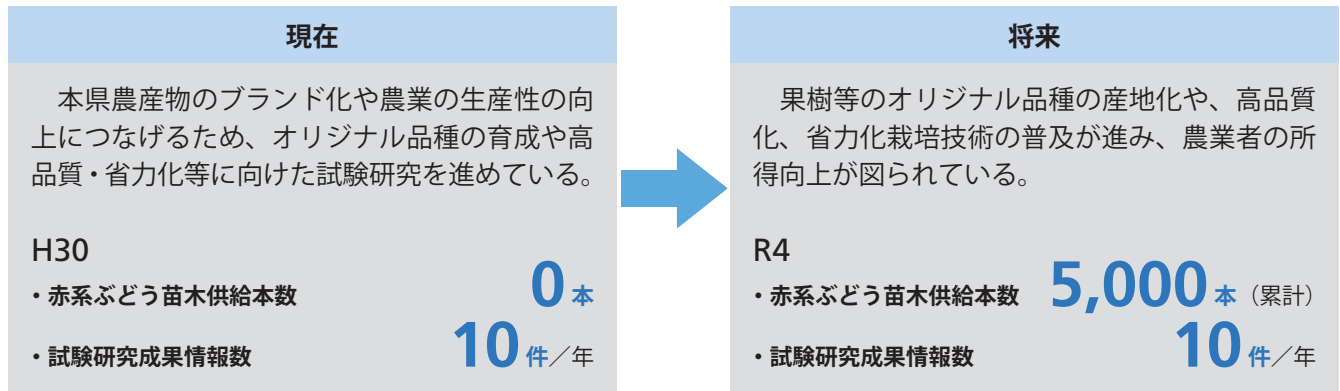 現在
本県農産物のブランド化や農業の生産性の向
上につなげるため、オリジナル品種の育成や高
品質・省力化等に向けた試験研究を進めている。
H30
・赤系ぶどう苗木供給本数 0本
・試験研究成果情報数 10件／年
将来
果樹等のオリジナル品種の産地化や、高品質
化、省力化栽培技術の普及が進み、農業者の所
得向上が図られている。
R4
・赤系ぶどう苗木供給本数 5,000本（累計）
・試験研究成果情報数 10件／年